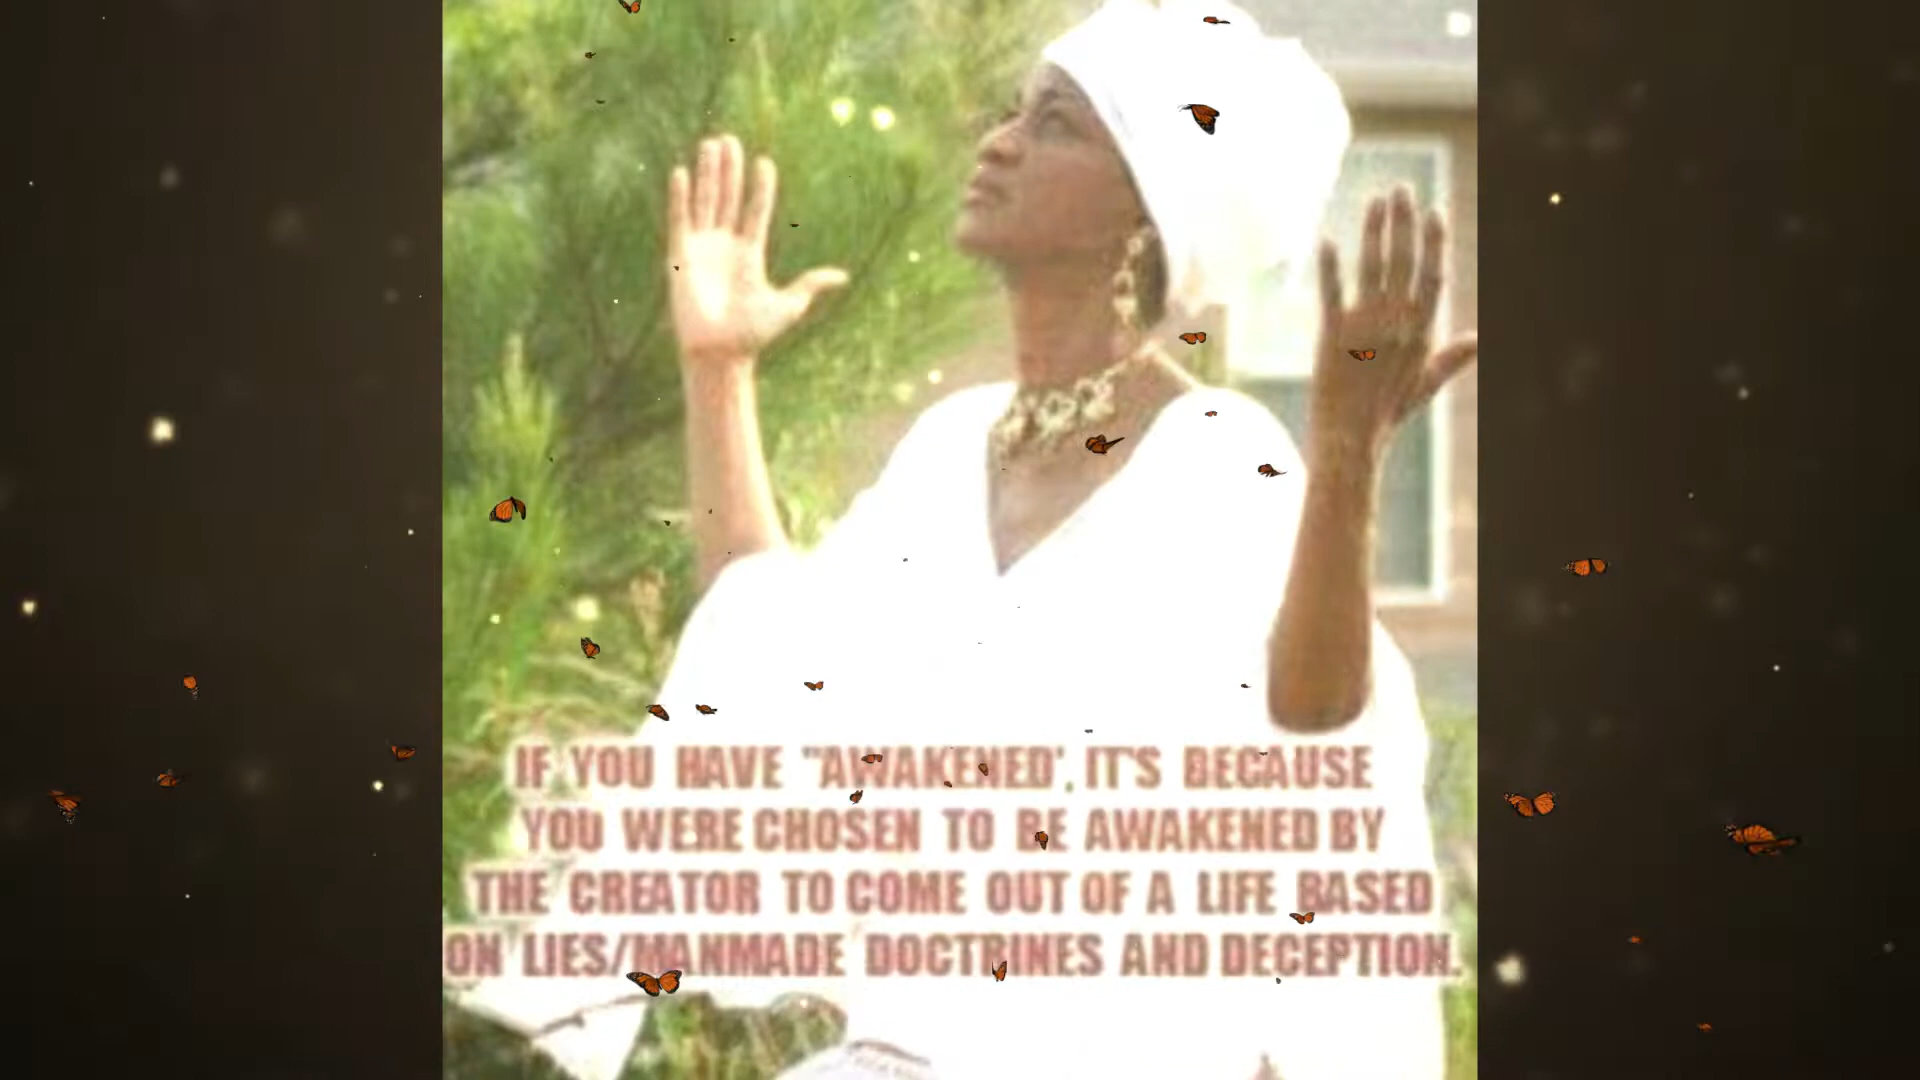 IF YOU HAVE "AWAKENED', IT'S BECAUSE
YOU WERE CHOSEN TO BE AWAKENED BY
THE CREATOR TO COME OUT OF A LIFE BASED
ON LIES/MANMADE DOCTRINES AND DECEPTION.